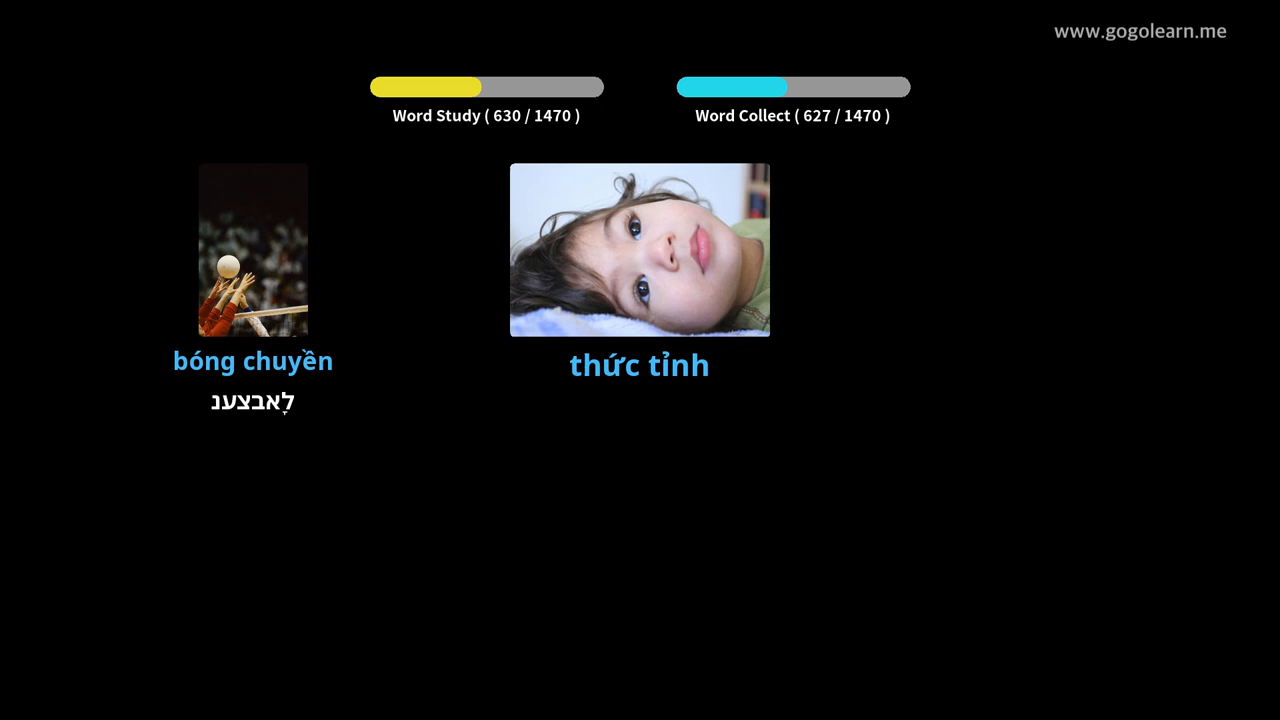 www.gogolearn.me
Word Study ( 630 / 1470 )
Word Collect ( 627 / 1470 )
bóng chuyền
לָאבצענ
thức tỉnh